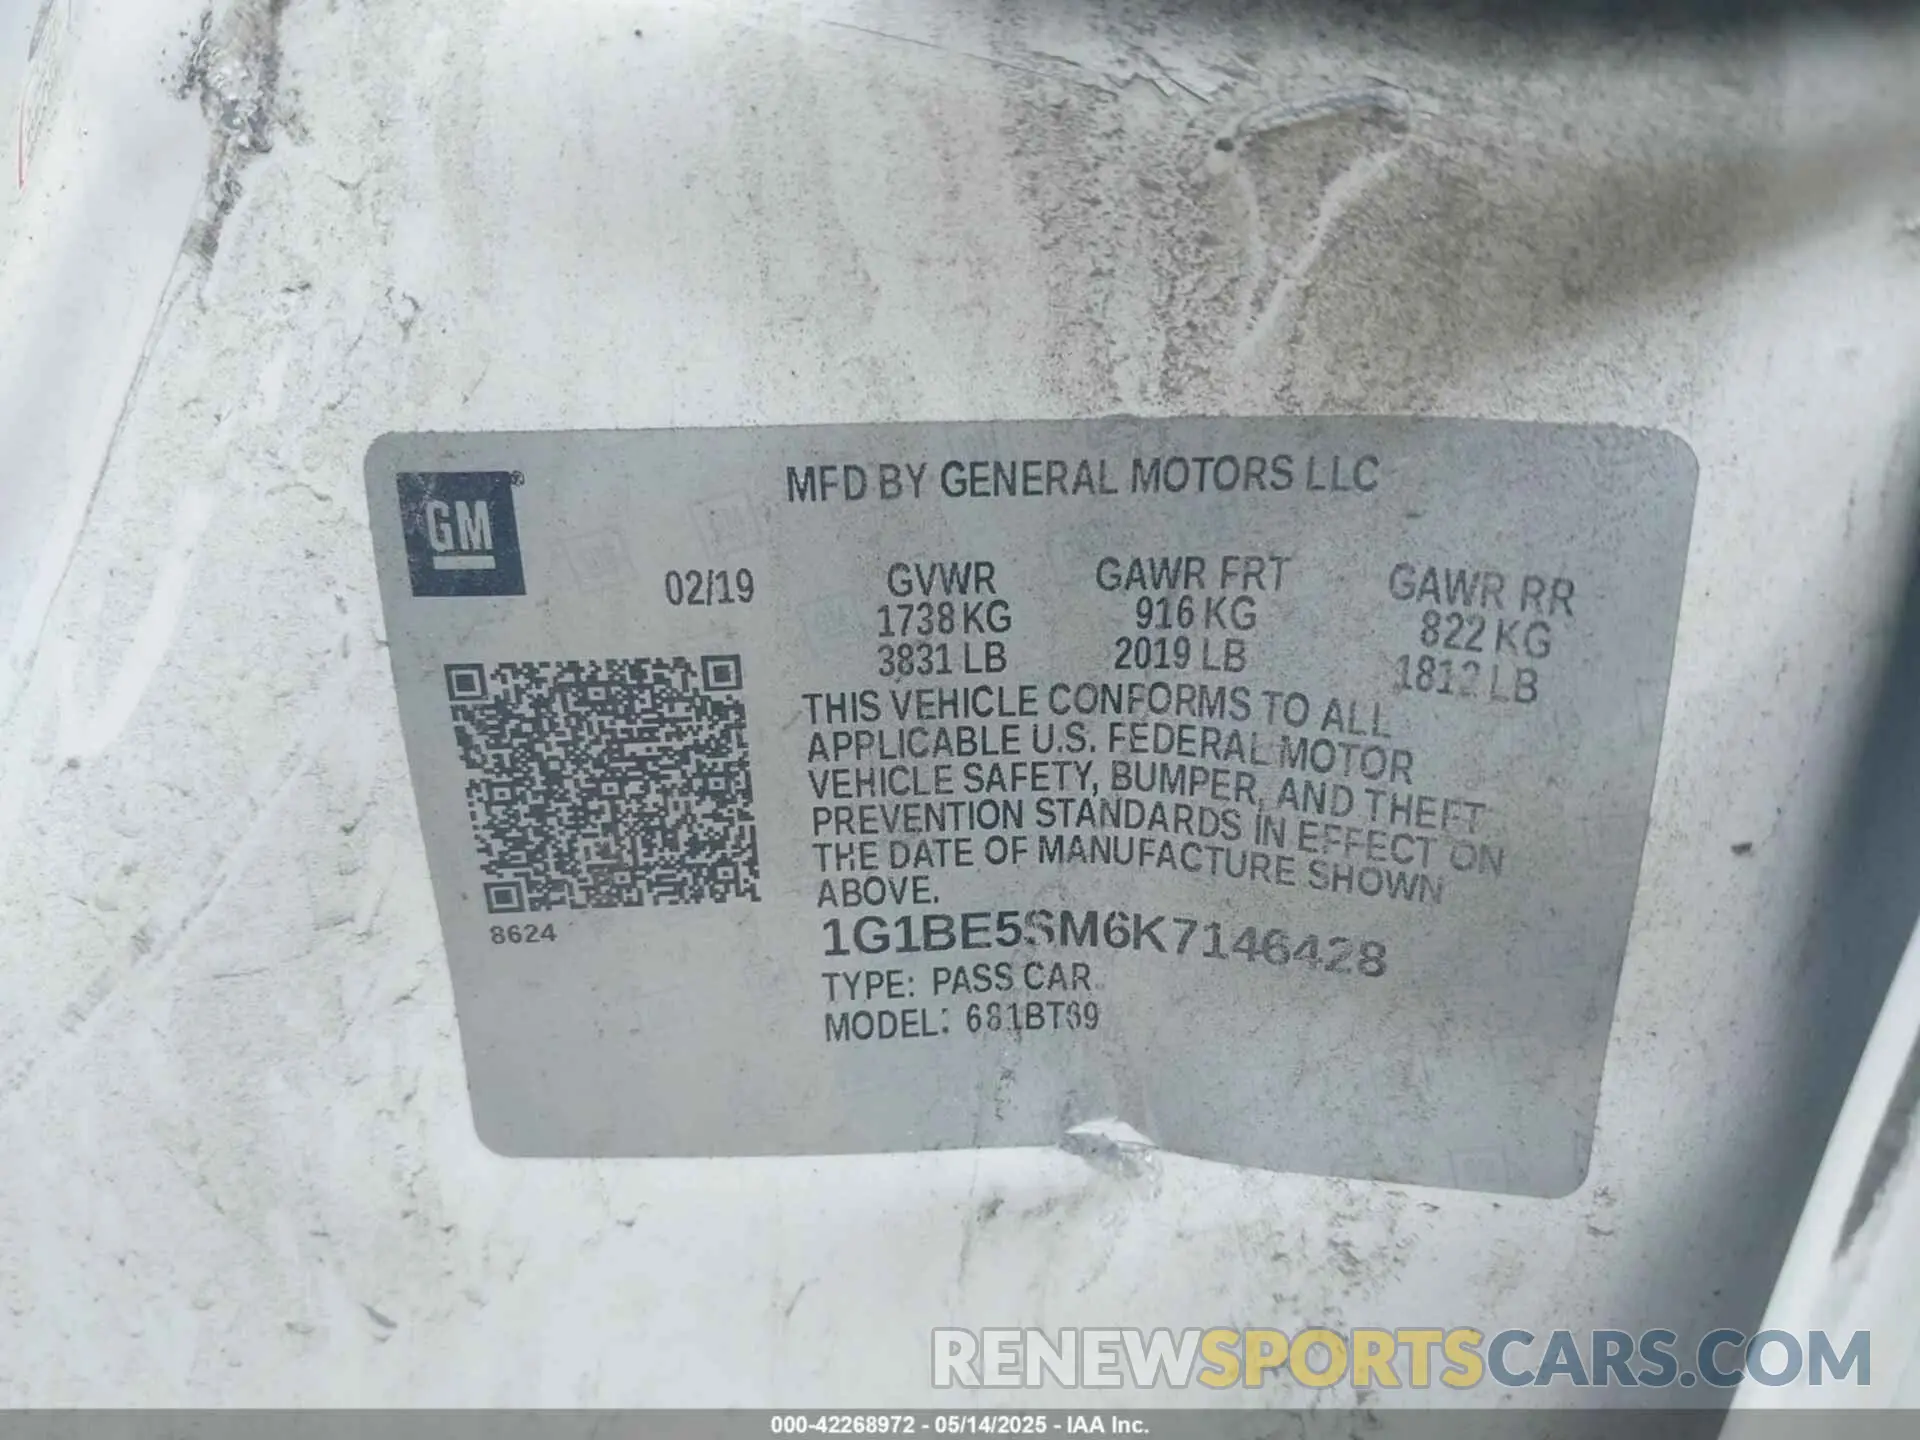 GM®
MFD BY GENERAL MOTORS LLC
02/19
GVWR
1738 KG
3831 LB
GAWR FRT
916 KG
2019 LB
GAWR RR
822 KG
1812 LB
THIS VEHICLE CONFORMS TO ALL
APPLICABLE U.S. FEDERAL MOTOR
VEHICLE SAFETY, BUMPER, AND THEFT
PREVENTION STANDARDS IN EFFECT ON
THE DATE OF MANUFACTURE SHOWN
ABOVE.
8624
1G1BE5SM6K7146428
TYPE: PASS CAR
MODEL: 681BT69
RENEWSPORTSCARS.COM
000-42268972 - 05/14/2025 - IAA Inc.